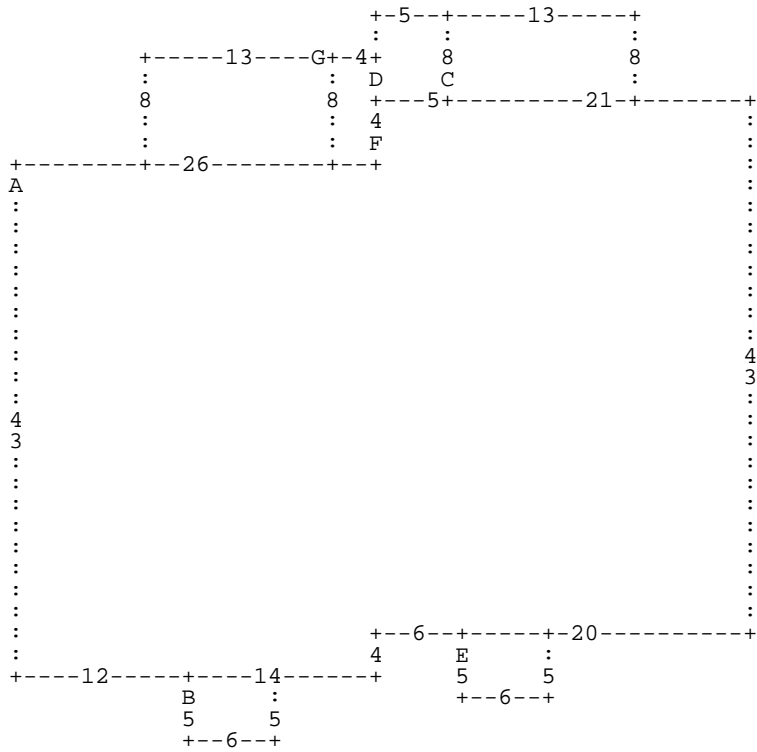 +-5--+-----13-----+
:    :            :
+-----13----G+-4+    8            8
:            :  D    C            :
8            8  +---5+---------21-+-------+
:            :  4                         :
:            :  F                         :
+--------+--26--------+--+                         :
A                                                  :
:                                                  :
:                                                  :
:                                                  :
:                                                  :
:                                                  :
:                                                  :
:                                                  :
:                                                  4
:                                                  3
:                                                  :
4                                                  :
3                                                  :
:                                                  :
:                                                  :
:                                                  :
:                                                  :
:                                                  :
:                                                  :
:                                                  :
:                                                  :
:                        +--6--+-----+-20----------+
:                        4     E     :
+----12-----+----14------+     5     5
B     :            +--6--+
5     5
+--6--+